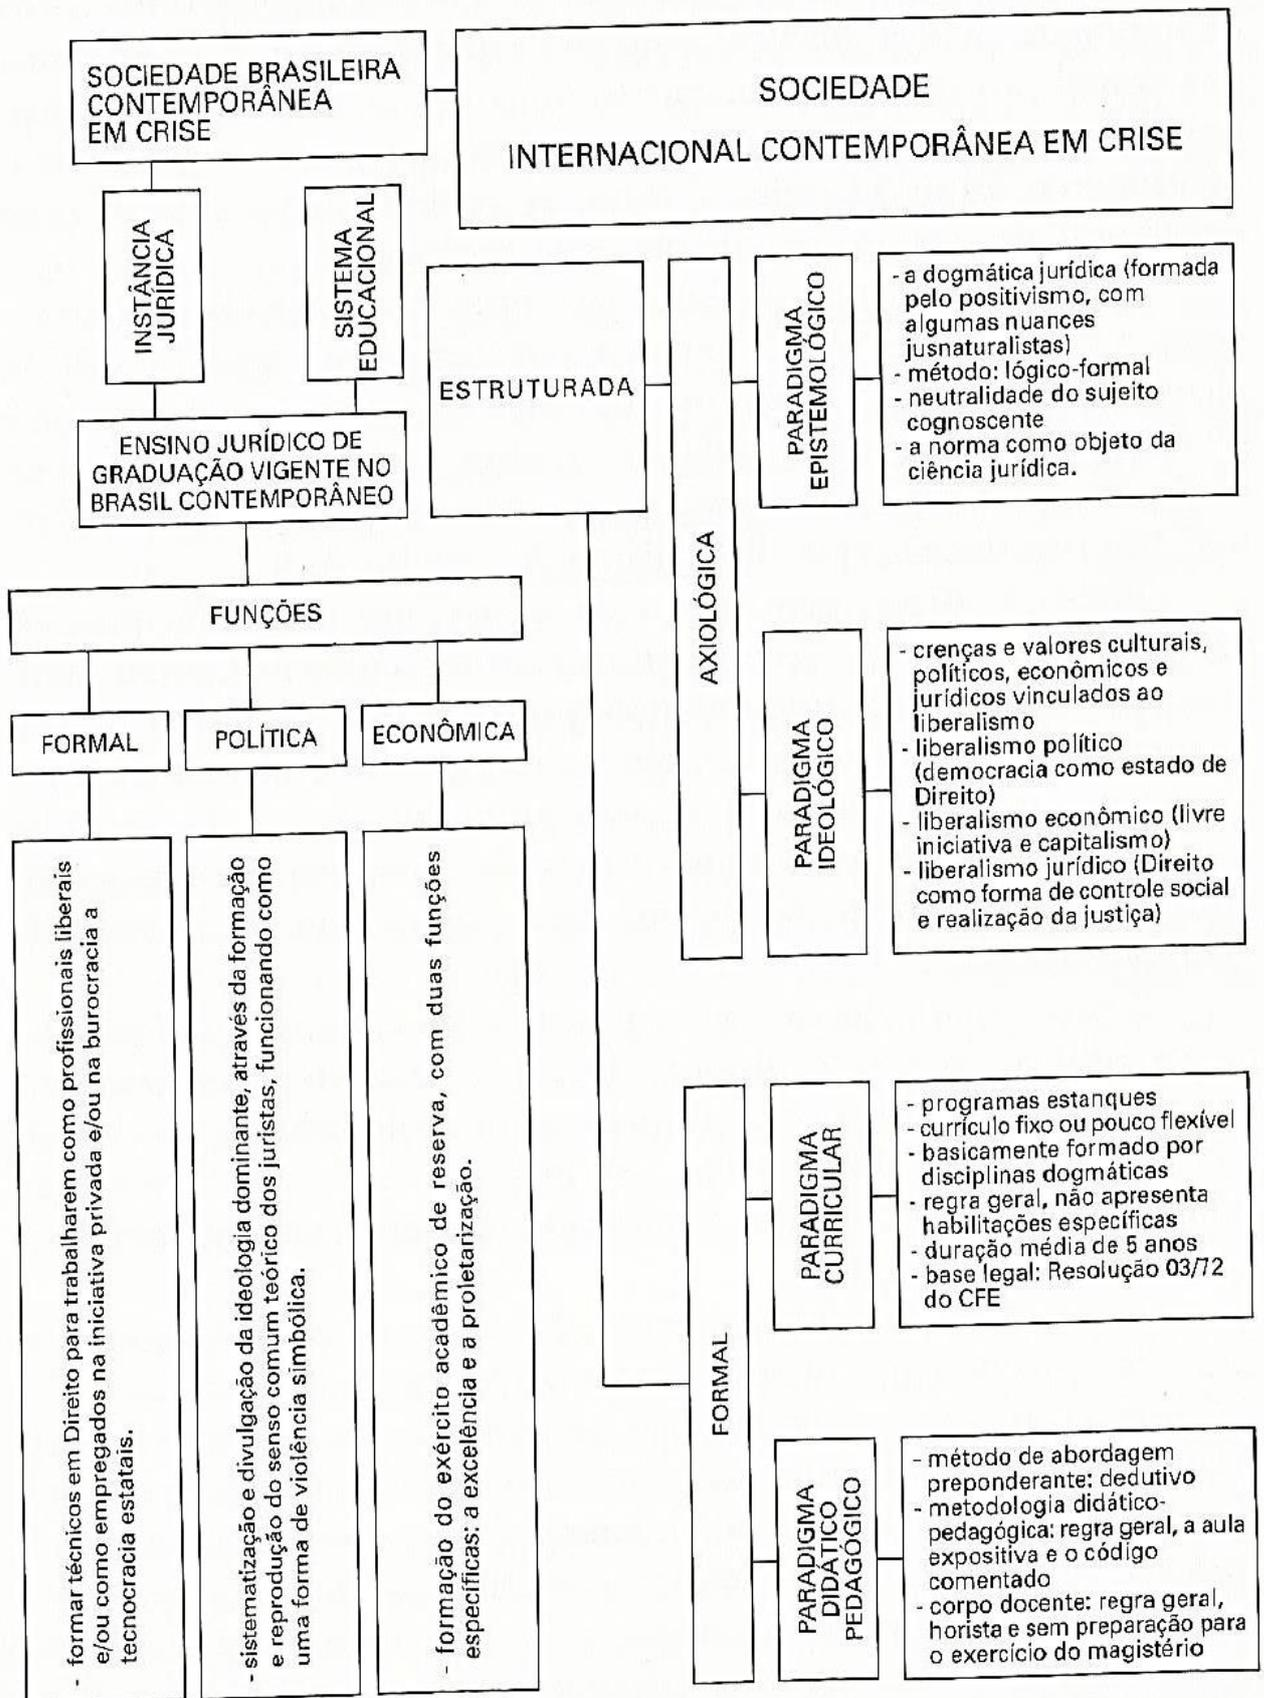 SOCIEDADE BRASILEIRA
CONTEMPORÂNEA
EM CRISE
SOCIEDADE
INTERNACIONAL CONTEMPORÂNEA EM CRISE
INSTÂNCIA
JURÍDICA
SISTEMA
EDUCACIONAL
ENSINO JURÍDICO DE
GRADUAÇÃO VIGENTE NO
BRASIL CONTEMPORÂNEO
FUNÇÕES
FORMAL
POLÍTICA
ECONÔMICA
- formar técnicos em Direito para trabalharem como profissionais liberais
e/ou como empregados na iniciativa privada e/ou na burocracia a
tecnocracia estatais.
- sistematização e divulgação da ideologia dominante, através da formação
e reprodução do senso comum teórico dos juristas, funcionando como
uma forma de violência simbólica.
- formação do exército acadêmico de reserva, com duas funções
específicas: a excelência e a proletarização.
ESTRUTURADA
AXIOLÓGICA
PARADIGMA
EPISTEMOLÓGICO
- a dogmática jurídica (formada
pelo positivismo, com
algumas nuances
jusnaturalistas)
- método: lógico-formal
- neutralidade do sujeito
cognoscente
- a norma como objeto da
ciência jurídica.
PARADIGMA
IDEOLÓGICO
- crenças e valores culturais,
políticos, econômicos e
jurídicos vinculados ao
liberalismo
- liberalismo político
(democracia como estado de
Direito)
- liberalismo econômico (livre
iniciativa e capitalismo)
- liberalismo jurídico (Direito
como forma de controle social
e realização da justiça)
FORMAL
PARADIGMA
CURRICULAR
- programas estanques
- currículo fixo ou pouco flexível
- basicamente formado por
disciplinas dogmáticas
- regra geral, não apresenta
habilitações específicas
- duração média de 5 anos
- base legal: Resolução 03/72
do CFE
PARADIGMA
DIDÁTICO
PEDAGÓGICO
- método de abordagem
preponderante: dedutivo
- metodologia didático-
pedagógica: regra geral, a aula
expositiva e o código
comentado
- corpo docente: regra geral,
horista e sem preparação para
o exercício do magistério